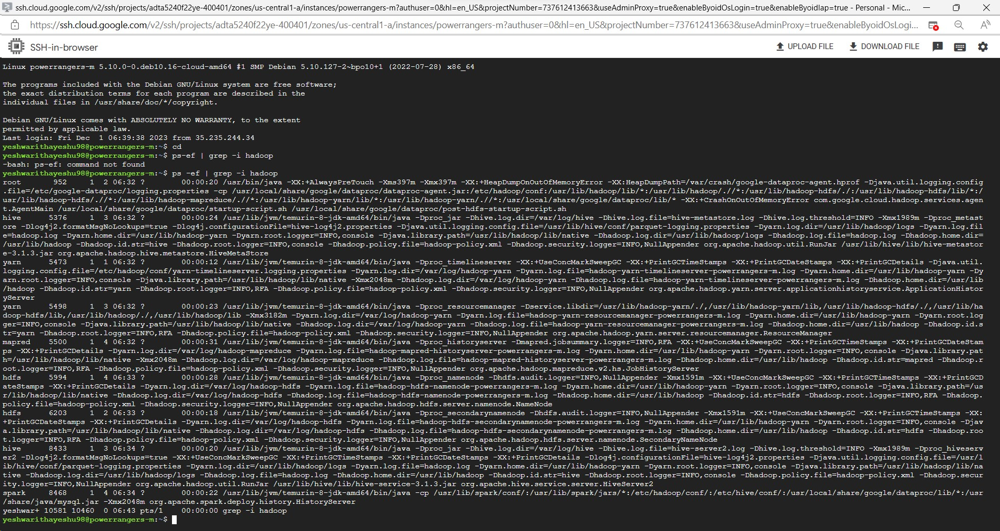 ssh.cloud.google.com/v2/ssh/projects/adta5240f22ye-400401/zones/us-central1-a/instances/powerrangers-m?authuser=0&hl=en_US&projectNumber=737612413663&useAdminProxy=true&enableByoidOsLogin=true&enableByoidIap=true - Personal - Mic...
https://ssh.cloud.google.com/v2/ssh/projects/adta5240f22ye-400401/zones/us-central1-a/instances/powerrangers-m?authuser=0&hl=en_US&projectNumber=737612413663&useAdminProxy=true&enableByoidOsLogi...
SSH-in-browser
UPLOAD FILE
DOWNLOAD FILE
Linux powerrangers-m 5.10.0-0.deb10.16-cloud-amd64 #1 SMP Debian 5.10.127-2~bpo10+1 (2022-07-28) x86_64
The programs included with the Debian GNU/Linux system are free software;
the exact distribution terms for each program are described in the
individual files in /usr/share/doc/*/copyright.
Debian GNU/Linux comes with ABSOLUTELY NO WARRANTY, to the extent
permitted by applicable law.
Last login: Fri Dec  1 06:39:38 2023 from 35.235.244.34
yeshwarithayeshu98@powerrangers-m:~$ cd
yeshwarithayeshu98@powerrangers-m:~$ ps-ef | grep -i hadoop
-bash: ps-ef: command not found
yeshwarithayeshu98@powerrangers-m:~$ ps -ef | grep -i hadoop
root       952     1  2 06:32 ?        00:00:20 /usr/bin/java -XX:+AlwaysPreTouch -Xms397m -Xmx397m -XX:+HeapDumpOnOutOfMemoryError -XX:HeapDumpPath=/var/crash/google-dataproc-agent.hprof -Djava.util.logging.config
.file=/etc/google-dataproc/logging.properties -cp /usr/local/share/google/dataproc/dataproc-agent.jar:/etc/hadoop/conf:/usr/lib/hadoop/lib/*:/usr/lib/hadoop/.//*:/usr/lib/hadoop-hdfs/./:/usr/lib/hadoop-hdfs/lib/*:/
usr/lib/hadoop-hdfs/.//*:/usr/lib/hadoop-mapreduce/.//*:/usr/lib/hadoop-yarn/lib/*:/usr/lib/hadoop-yarn/.//*:/usr/local/share/google/dataproc/lib/* -XX:+CrashOnOutOfMemoryError com.google.cloud.hadoop.services.agen
t.AgentMain /usr/local/share/google/dataproc/startup-script.sh /usr/local/share/google/dataproc/post-hdfs-startup-script.sh
hive      5376     1  3 06:32 ?        00:00:24 /usr/lib/jvm/temurin-8-jdk-amd64/bin/java -Dproc_jar -Dhive.log.dir=/var/log/hive -Dhive.log.file=hive-metastore.log -Dhive.log.threshold=INFO -Xmx1989m -Dproc_metast
ore -Dlog4j2.formatMsgNoLookups=true -Dlog4j.configurationFile=hive-log4j2.properties -Djava.util.logging.config.file=/usr/lib/hive/conf/parquet-logging.properties -Dyarn.log.dir=/usr/lib/hadoop/logs -Dyarn.log.fil
e=hadoop.log -Dyarn.home.dir=/usr/lib/hadoop-yarn -Dyarn.root.logger=INFO,console -Djava.library.path=/usr/lib/hadoop/lib/native -Dhadoop.log.dir=/usr/lib/hadoop/logs -Dhadoop.log.file=hadoop.log -Dhadoop.home.dir=
/usr/lib/hadoop -Dhadoop.id.str=hive -Dhadoop.root.logger=INFO,console -Dhadoop.policy.file=hadoop-policy.xml -Dhadoop.security.logger=INFO,NullAppender org.apache.hadoop.util.RunJar /usr/lib/hive/lib/hive-metastor
e-3.1.3.jar org.apache.hadoop.hive.metastore.HiveMetaStore
yarn      5473     1  1 06:32 ?        00:00:12 /usr/lib/jvm/temurin-8-jdk-amd64/bin/java -Dproc_timelineserver -XX:+UseConcMarkSweepGC -XX:+PrintGCTimeStamps -XX:+PrintGCDateStamps -XX:+PrintGCDetails -Djava.util.
logging.config.file=/etc/hadoop/conf/yarn-timelineserver.logging.properties -Dyarn.log.dir=/var/log/hadoop-yarn -Dyarn.log.file=hadoop-yarn-timelineserver-powerrangers-m.log -Dyarn.home.dir=/usr/lib/hadoop-yarn -Dy
arn.root.logger=INFO,console -Djava.library.path=/usr/lib/hadoop/lib/native -Xmx2048m -Dhadoop.log.dir=/var/log/hadoop-yarn -Dhadoop.log.file=hadoop-yarn-timelineserver-powerrangers-m.log -Dhadoop.home.dir=/usr/lib
/hadoop -Dhadoop.id.str=yarn -Dhadoop.root.logger=INFO,RFA -Dhadoop.policy.file=hadoop-policy.xml -Dhadoop.security.logger=INFO,NullAppender org.apache.hadoop.yarn.server.applicationhistoryservice.ApplicationHistor
yServer
yarn      5498     1  3 06:32 ?        00:00:23 /usr/lib/jvm/temurin-8-jdk-amd64/bin/java -Dproc_resourcemanager -Dservice.libdir=/usr/lib/hadoop-yarn/./,/usr/lib/hadoop-yarn/lib,/usr/lib/hadoop-hdfs/./,/usr/lib/ha
doop-hdfs/lib,/usr/lib/hadoop/./,/usr/lib/hadoop/lib -Xmx3182m -Dyarn.log.dir=/var/log/hadoop-yarn -Dyarn.log.file=hadoop-yarn-resourcemanager-powerrangers-m.log -Dyarn.home.dir=/usr/lib/hadoop-yarn -Dyarn.root.log
ger=INFO,console -Djava.library.path=/usr/lib/hadoop/lib/native -Dhadoop.log.dir=/var/log/hadoop-yarn -Dhadoop.log.file=hadoop-yarn-resourcemanager-powerrangers-m.log -Dhadoop.home.dir=/usr/lib/hadoop -Dhadoop.id.s
tr=yarn -Dhadoop.root.logger=INFO,RFA -Dhadoop.policy.file=hadoop-policy.xml -Dhadoop.security.logger=INFO,NullAppender org.apache.hadoop.yarn.server.resourcemanager.ResourceManager
mapred    5500     1  4 06:32 ?        00:00:31 /usr/lib/jvm/temurin-8-jdk-amd64/bin/java -Dproc_historyserver -Dmapred.jobsummary.logger=INFO,RFA -XX:+UseConcMarkSweepGC -XX:+PrintGCTimeStamps -XX:+PrintGCDateStam
ps -XX:+PrintGCDetails -Dyarn.log.dir=/var/log/hadoop-mapreduce -Dyarn.log.file=hadoop-mapred-historyserver-powerrangers-m.log -Dyarn.home.dir=/usr/lib/hadoop-yarn -Dyarn.root.logger=INFO,console -Djava.library.pat
h=/usr/lib/hadoop/lib/native -Xmx2048m -Dhadoop.log.dir=/var/log/hadoop-mapreduce -Dhadoop.log.file=hadoop-mapred-historyserver-powerrangers-m.log -Dhadoop.home.dir=/usr/lib/hadoop -Dhadoop.id.str=mapred -Dhadoop.r
oot.logger=INFO,RFA -Dhadoop.policy.file=hadoop-policy.xml -Dhadoop.security.logger=INFO,NullAppender org.apache.hadoop.mapreduce.v2.hs.JobHistoryServer
hdfs      5994     1  4 06:33 ?        00:00:28 /usr/lib/jvm/temurin-8-jdk-amd64/bin/java -Dproc_namenode -Dhdfs.audit.logger=INFO,NullAppender -Xmx1591m -XX:+UseConcMarkSweepGC -XX:+PrintGCTimeStamps -XX:+PrintGCD
ateStamps -XX:+PrintGCDetails -Dyarn.log.dir=/var/log/hadoop-hdfs -Dyarn.log.file=hadoop-hdfs-namenode-powerrangers-m.log -Dyarn.home.dir=/usr/lib/hadoop-yarn -Dyarn.root.logger=INFO,console -Djava.library.path=/us
r/lib/hadoop/lib/native -Dhadoop.log.dir=/var/log/hadoop-hdfs -Dhadoop.log.file=hadoop-hdfs-namenode-powerrangers-m.log -Dhadoop.home.dir=/usr/lib/hadoop -Dhadoop.id.str=hdfs -Dhadoop.root.logger=INFO,RFA -Dhadoop.
policy.file=hadoop-policy.xml -Dhadoop.security.logger=INFO,NullAppender org.apache.hadoop.hdfs.server.namenode.NameNode
hdfs      6203     1  2 06:33 ?        00:00:18 /usr/lib/jvm/temurin-8-jdk-amd64/bin/java -Dproc_secondarynamenode -Dhdfs.audit.logger=INFO,NullAppender -Xmx1591m -XX:+UseConcMarkSweepGC -XX:+PrintGCTimeStamps -XX:
+PrintGCDateStamps -XX:+PrintGCDetails -Dyarn.log.dir=/var/log/hadoop-hdfs -Dyarn.log.file=hadoop-hdfs-secondarynamenode-powerrangers-m.log -Dyarn.home.dir=/usr/lib/hadoop-yarn -Dyarn.root.logger=INFO,console -Djav
a.library.path=/usr/lib/hadoop/lib/native -Dhadoop.log.dir=/var/log/hadoop-hdfs -Dhadoop.log.file=hadoop-hdfs-secondarynamenode-powerrangers-m.log -Dhadoop.home.dir=/usr/lib/hadoop -Dhadoop.id.str=hdfs -Dhadoop.roo
t.logger=INFO,RFA -Dhadoop.policy.file=hadoop-policy.xml -Dhadoop.security.logger=INFO,NullAppender org.apache.hadoop.hdfs.server.namenode.SecondaryNameNode
hive      8433     1  3 06:34 ?        00:00:20 /usr/lib/jvm/temurin-8-jdk-amd64/bin/java -Dproc_jar -Dhive.log.dir=/var/log/hive -Dhive.log.file=hive-server2.log -Dhive.log.threshold=INFO -Xmx1989m -Dproc_hiveserv
er2 -Dlog4j2.formatMsgNoLookups=true -XX:+UseConcMarkSweepGC -XX:+PrintGCTimeStamps -XX:+PrintGCDateStamps -XX:+PrintGCDetails -Dlog4j.configurationFile=hive-log4j2.properties -Djava.util.logging.config.file=/usr/l
ib/hive/conf/parquet-logging.properties -Dyarn.log.dir=/usr/lib/hadoop/logs -Dyarn.log.file=hadoop.log -Dyarn.home.dir=/usr/lib/hadoop-yarn -Dyarn.root.logger=INFO,console -Djava.library.path=/usr/lib/hadoop/lib/na
tive -Dhadoop.log.dir=/usr/lib/hadoop/logs -Dhadoop.log.file=hadoop.log -Dhadoop.home.dir=/usr/lib/hadoop -Dhadoop.id.str=hive -Dhadoop.root.logger=INFO,console -Dhadoop.policy.file=hadoop-policy.xml -Dhadoop.secur
ity.logger=INFO,NullAppender org.apache.hadoop.util.RunJar /usr/lib/hive/lib/hive-service-3.1.3.jar org.apache.hive.service.server.HiveServer2
spark     8468     1  4 06:34 ?        00:00:22 /usr/lib/jvm/temurin-8-jdk-amd64/bin/java -cp /usr/lib/spark/conf/:/usr/lib/spark/jars/*:/etc/hadoop/conf/:/etc/hive/conf/:/usr/local/share/google/dataproc/lib/*:/usr
/share/java/mysql.jar -Xmx2048m org.apache.spark.deploy.history.HistoryServer
yeshwar+ 10581 10460  0 06:43 pts/1    00:00:00 grep -i hadoop
yeshwarithayeshu98@powerrangers-m:~$